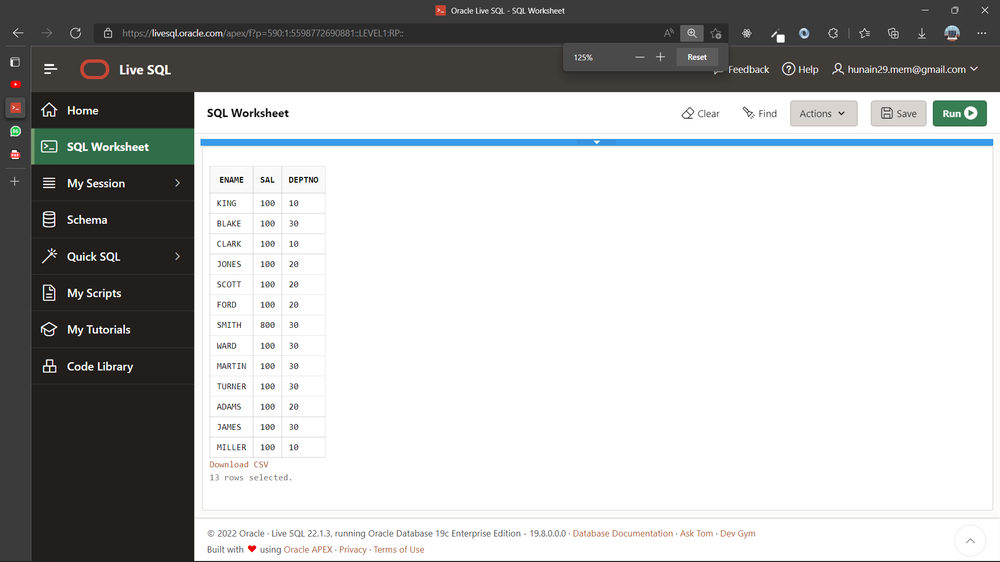 Oracle Live SQL - SQL Worksheet
https://livesql.oracle.com/apex/f?p=590:1:5598772690881::LEVEL1:RP::
125%
Reset
Live SQL
Feedback
Help
hunain29.mem@gmail.com
86
PDF
Home
SQL Worksheet
My Session
Schema
Quick SQL
My Scripts
My Tutorials
Code Library
SQL Worksheet
Clear
Find
Actions
Save
Run
ENAME SAL DEPTNO
KING 100 10
BLAKE 100 30
CLARK 100 10
JONES 100 20
SCOTT 100 20
FORD 100 20
SMITH 800 30
WARD 100 30
MARTIN 100 30
TURNER 100 30
ADAMS 100 20
JAMES 100 30
MILLER 100 10
Download CSV
13 rows selected.
© 2022 Oracle · Live SQL 22.1.3, running Oracle Database 19c Enterprise Edition - 19.8.0.0.0 · Database Documentation · Ask Tom · Dev Gym
Built with ❤ using Oracle APEX · Privacy · Terms of Use